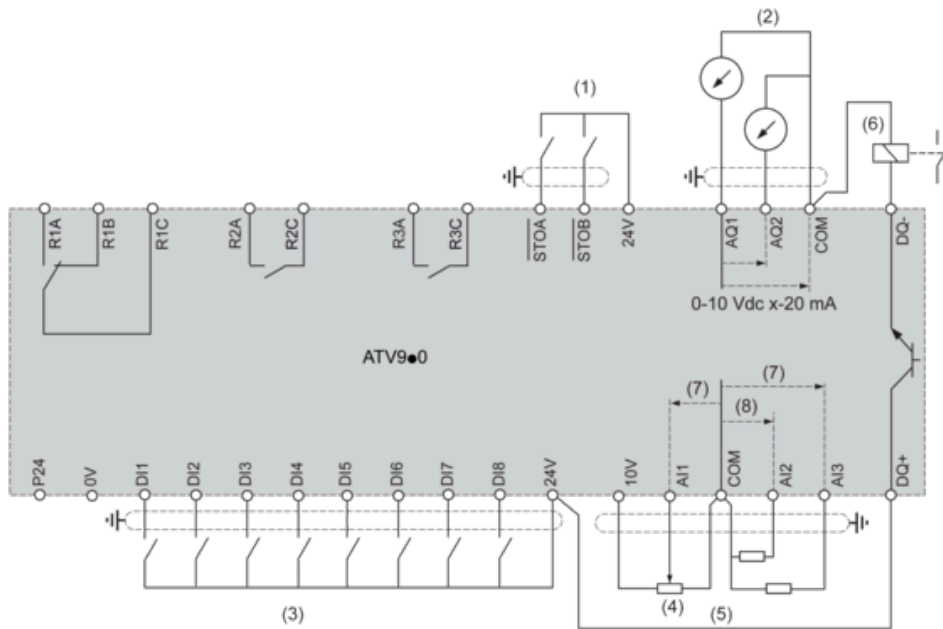 (1)
(2)
(6)
R1A
R1B
R1C
R2A
R2C
R3A
R3C
STOA
STOB
24V
AQ1
AQ2
COM
DQ-
0-10 Vdc x-20 mA
ATV9●0
(7)
(7)
(8)
P24
0V
DI1
DI2
DI3
DI4
DI5
DI6
DI7
DI8
24V
10V
AI1
COM
AI2
AI3
DQ+
(3)
(4)
(5)